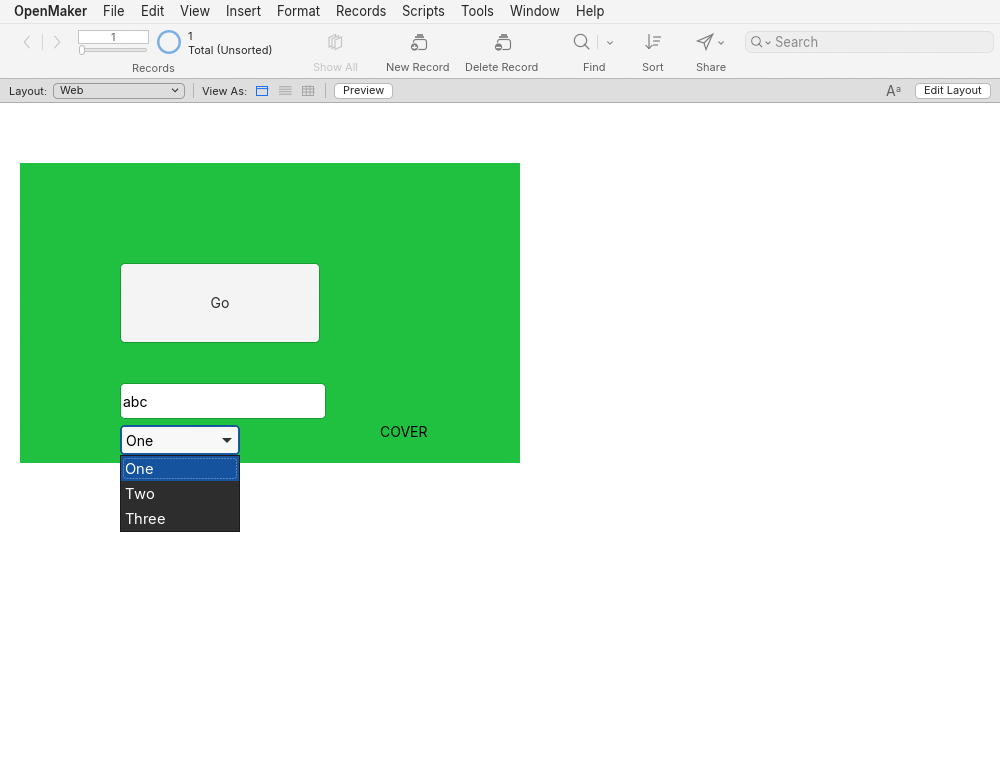 OpenMaker File Edit View Insert Format Records Scripts Tools Window Help
1
1
Total (Unsorted)
Records
Show All
New Record
Delete Record
Find
Sort
Share
Search
Layout: Web
View As:
Preview
Aa
Edit Layout
Go
abc
COVER
One
One
Two
Three